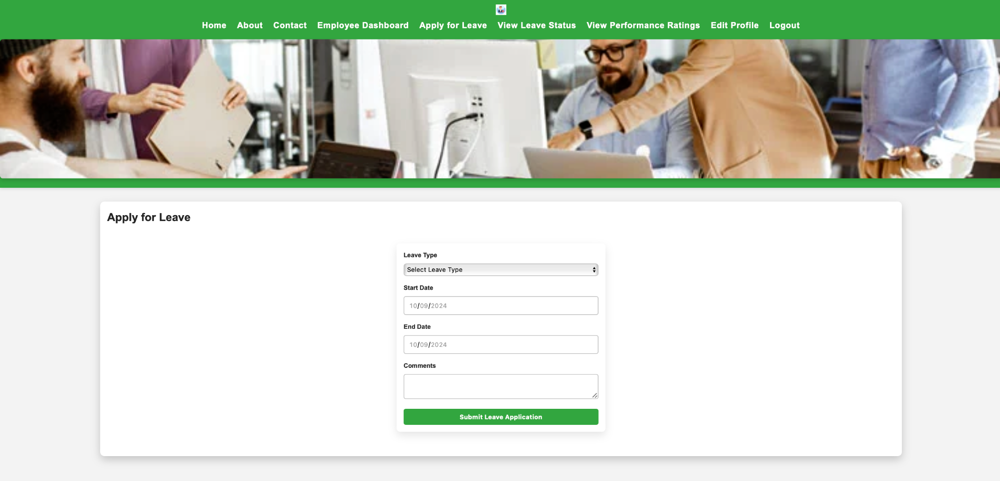 Home About Contact Employee Dashboard Apply for Leave View Leave Status View Performance Ratings Edit Profile Logout
Apply for Leave
Leave Type
Select Leave Type
Start Date
10/09/2024
End Date
10/09/2024
Comments
Submit Leave Application